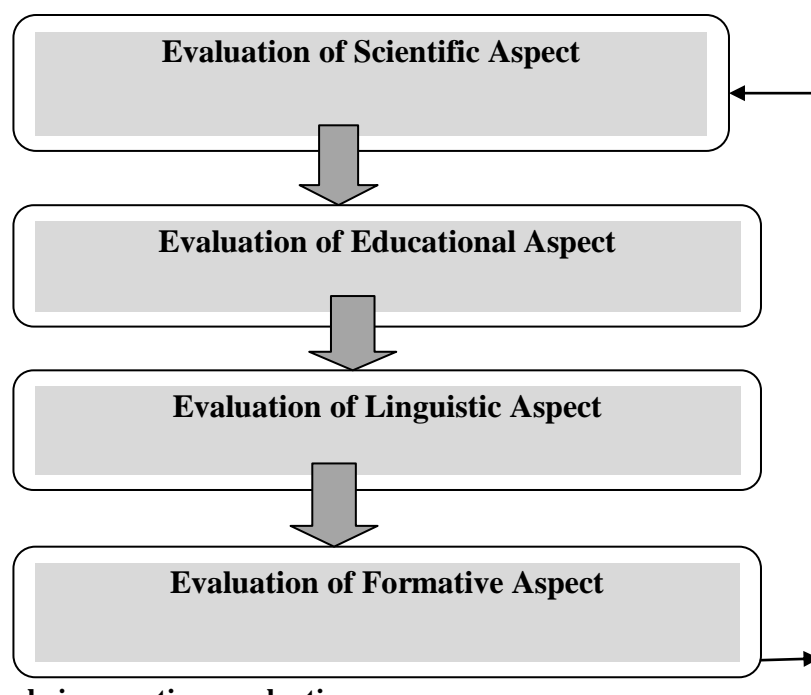 Evaluation of Scientific Aspect
Evaluation of Educational Aspect
Evaluation of Linguistic Aspect
Evaluation of Formative Aspect